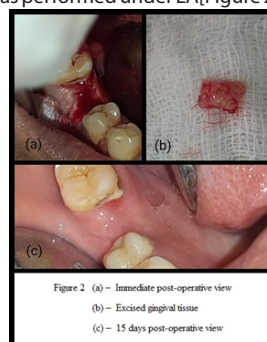 as performed under LA[Figure 2
(a)
(b)
(c)
Figure 2 (a) – Immediate post-operative view
(b) – Excised gingival tissue
(c) – 15 days post-operative view